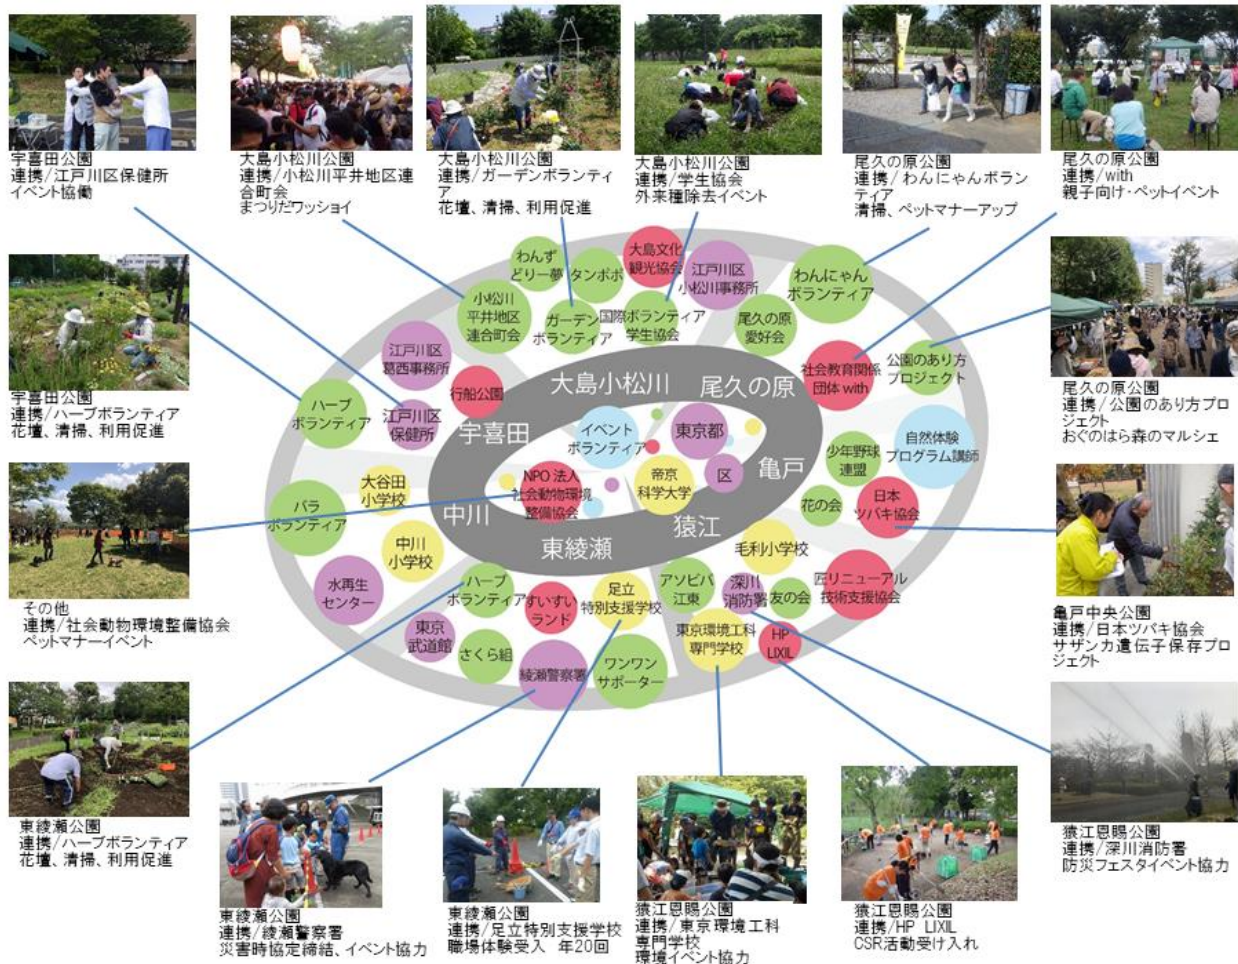 宇喜田公園
連携/江戸川区保健所
イベント協働
大島小松川公園
連携/小松川平井地区連
合町会
まつりだワッショイ
大島小松川公園
連携/ガーデンボランティ
ア
花壇、清掃、利用促進
大島小松川公園
連携/学生協会
外来種除去イベント
尾久の原公園
連携/わんにゃんボラン
ティア
清掃、ペットマナーアップ
尾久の原公園
連携/with
親子向け・ペットイベント
宇喜田公園
連携/ハーブボランティア
花壇、清掃、利用促進
その他
連携/社会動物環境整備協会
ペットマナーイベント
東綾瀬公園
連携/ハーブボランティア
花壇、清掃、利用促進
わんず
どりー夢
タンポポ
大島文化
観光協会
江戸川区
小松川事務所
わんにゃん
ボランティア
小松川
平井地区
連合町会
ガーデン
ボランティア
国際ボランティア
学生協会
尾久の原
愛好会
江戸川区
葛西事務所
行船公園
社会教育関係
団体 with
公園のあり方
プロジェクト
ハーブ
ボランティア
江戸川区
保健所
自然体験
プログラム講師
少年野球
連盟
大谷田
小学校
花の会
日本
ツバキ協会
バラ
ボランティア
中川
小学校
毛利小学校
水再生
センター
ハーブ
ボランティア
すいすい
ランド
足立
特別支援学校
アソビバ
江東
深川
消防署
友の会
匠リニューアル
技術支援協会
東京
武道館
さくら組
綾瀬警察署
ワンワン
サポーター
東京環境工科
専門学校
HP
LIXIL
大島小松川
尾久の原
宇喜田
亀戸
中川
猿江
東綾瀬
イベント
ボランティア
東京都
NPO 法人
社会動物環境
整備協会
帝京
科学大学
区
尾久の原公園
連携/公園のあり方プロ
ジェクト
おぐのはら森のマルシェ
亀戸中央公園
連携/日本ツバキ協会
サザンカ遺伝子保存プロ
ジェクト
猿江恩賜公園
連携/深川消防署
防災フェスタイベント協力
東綾瀬公園
連携/綾瀬警察署
災害時協定締結、イベント協力
東綾瀬公園
連携/足立特別支援学校
職場体験受入 年20回
猿江恩賜公園
連携/東京環境工科
専門学校
環境イベント協力
猿江恩賜公園
連携/HP LIXIL
CSR活動受け入れ